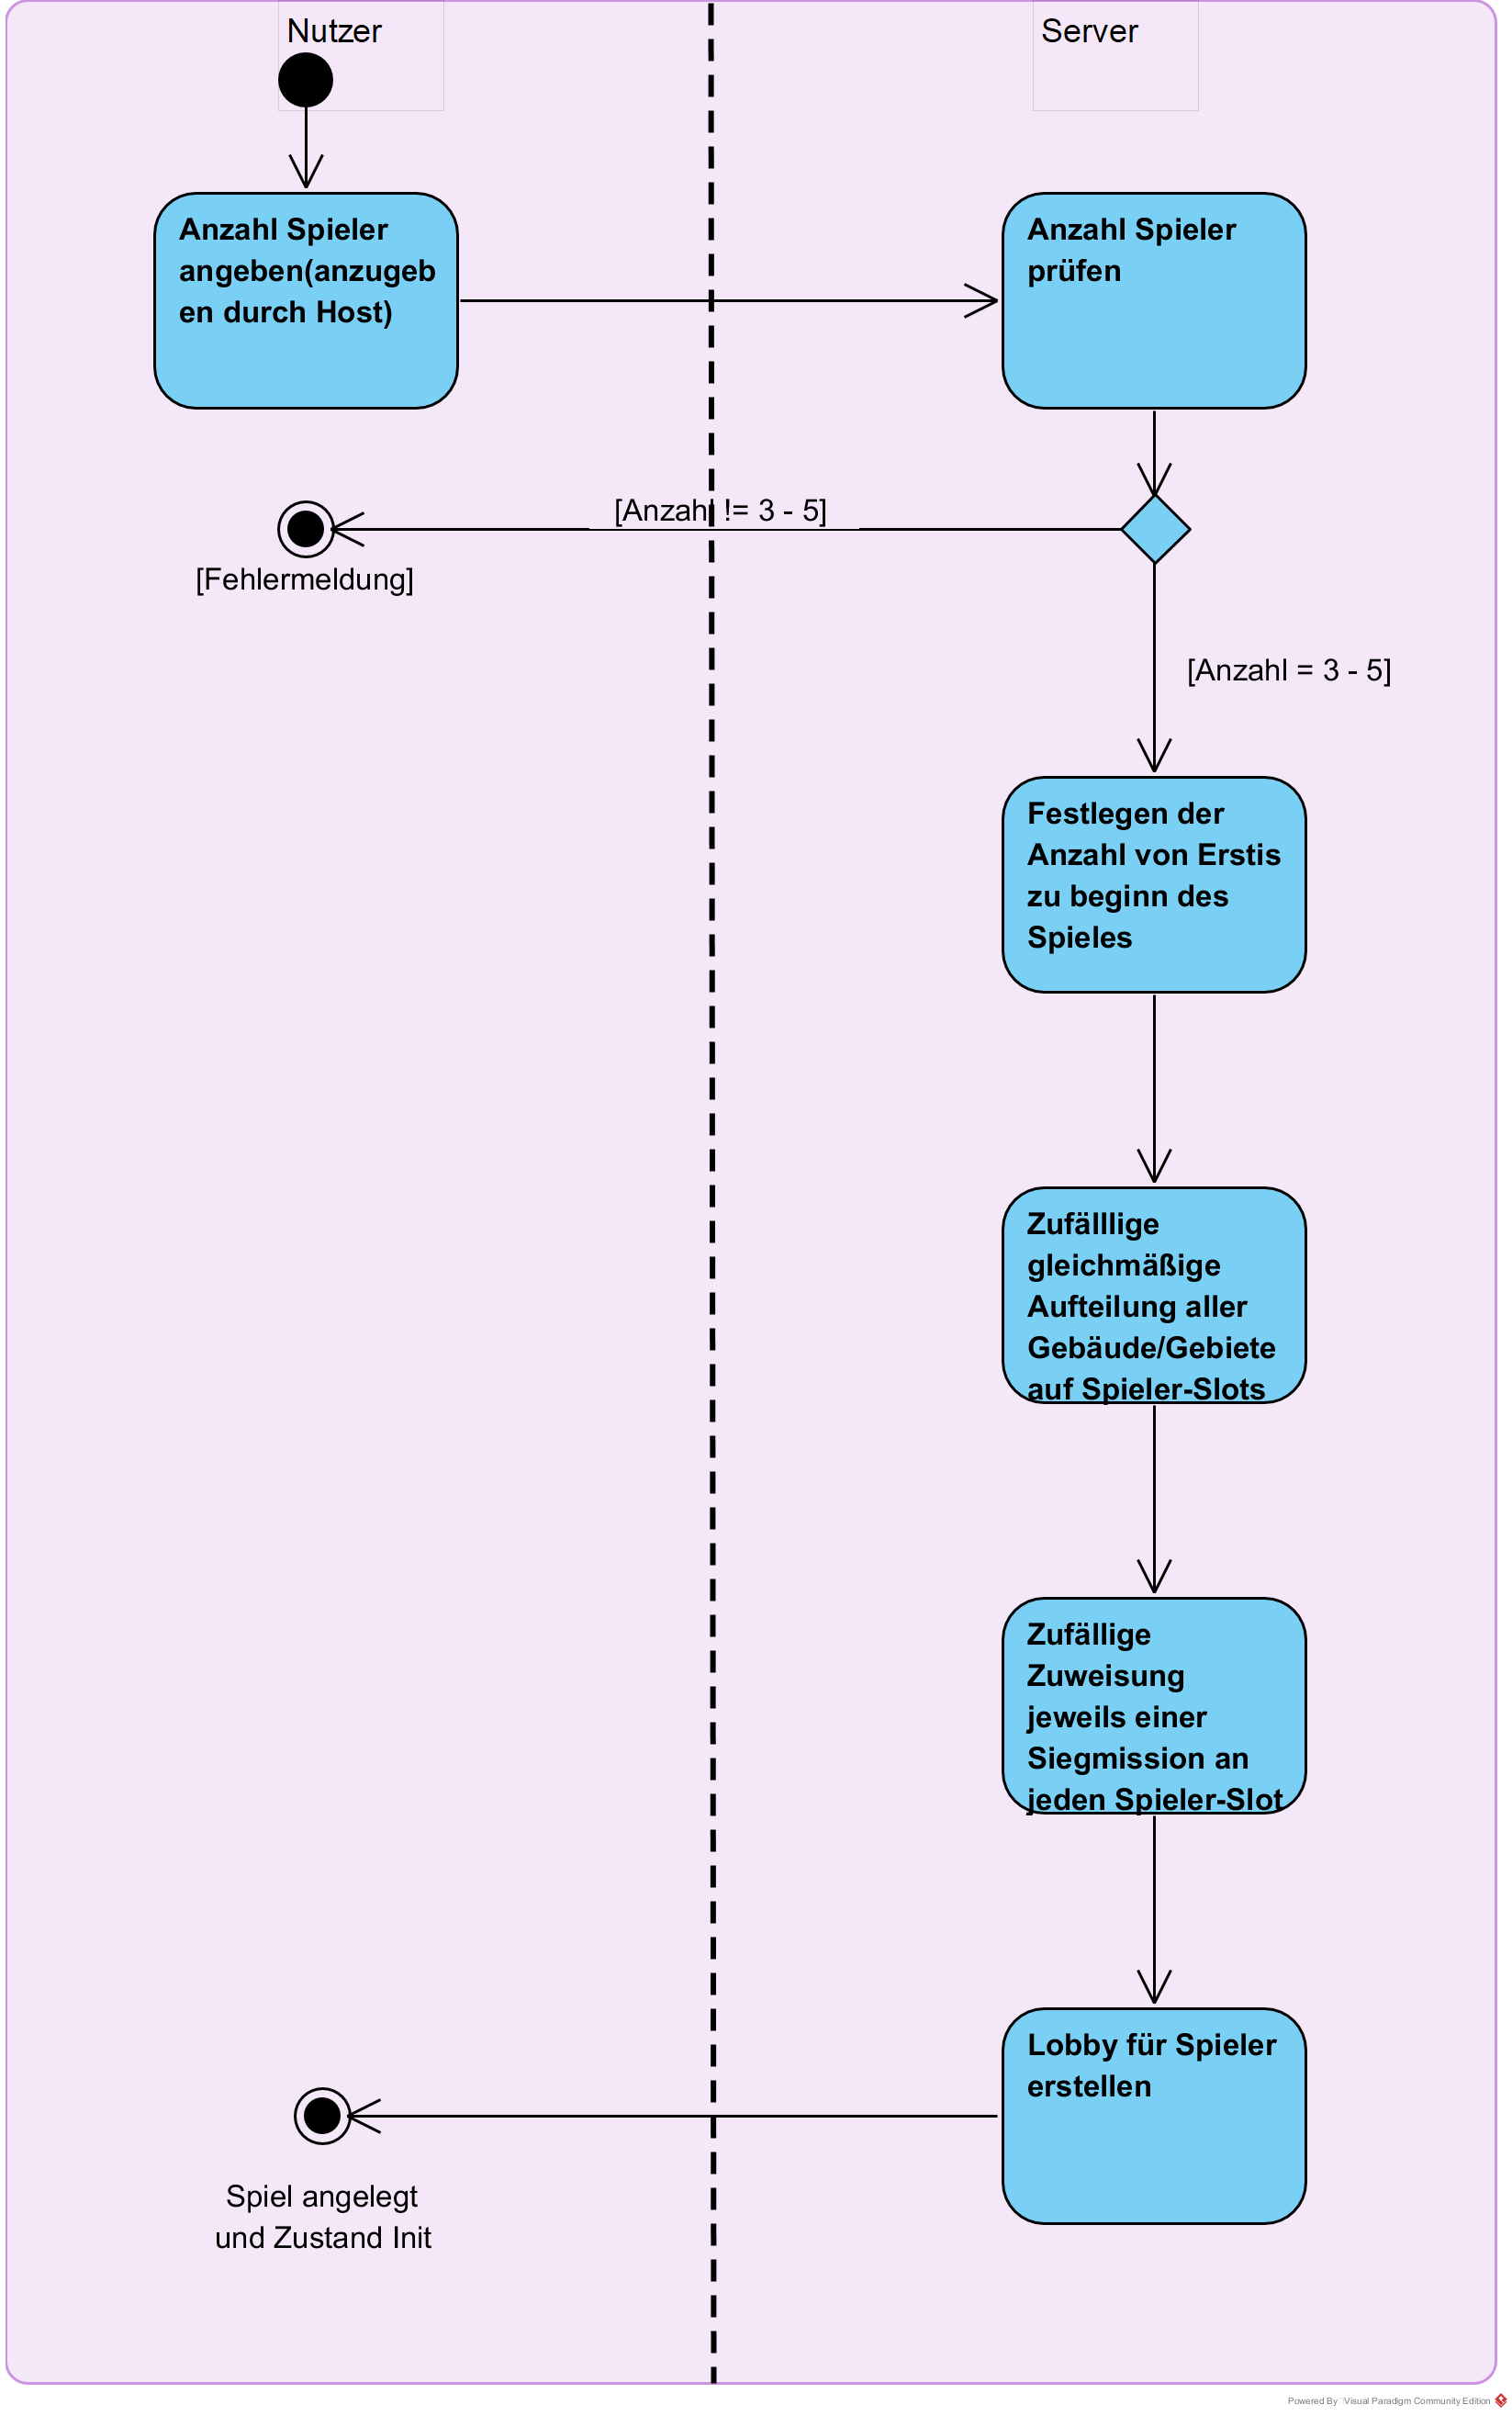 Nutzer
Server
Anzahl Spieler
angeben(anzugeb
en durch Host)
Anzahl Spieler
prüfen
[Anzahl != 3 - 5]
[Fehlermeldung]
[Anzahl = 3 - 5]
Festlegen der
Anzahl von Erstis
zu beginn des
Spieles
Zufälllige
gleichmäßige
Aufteilung aller
Gebäude/Gebiete
auf Spieler-Slots
Zufällige
Zuweisung
jeweils einer
Siegmission an
jeden Spieler-Slot
Lobby für Spieler
erstellen
Spiel angelegt
und Zustand Init
Powered By Visual Paradigm Community Edition